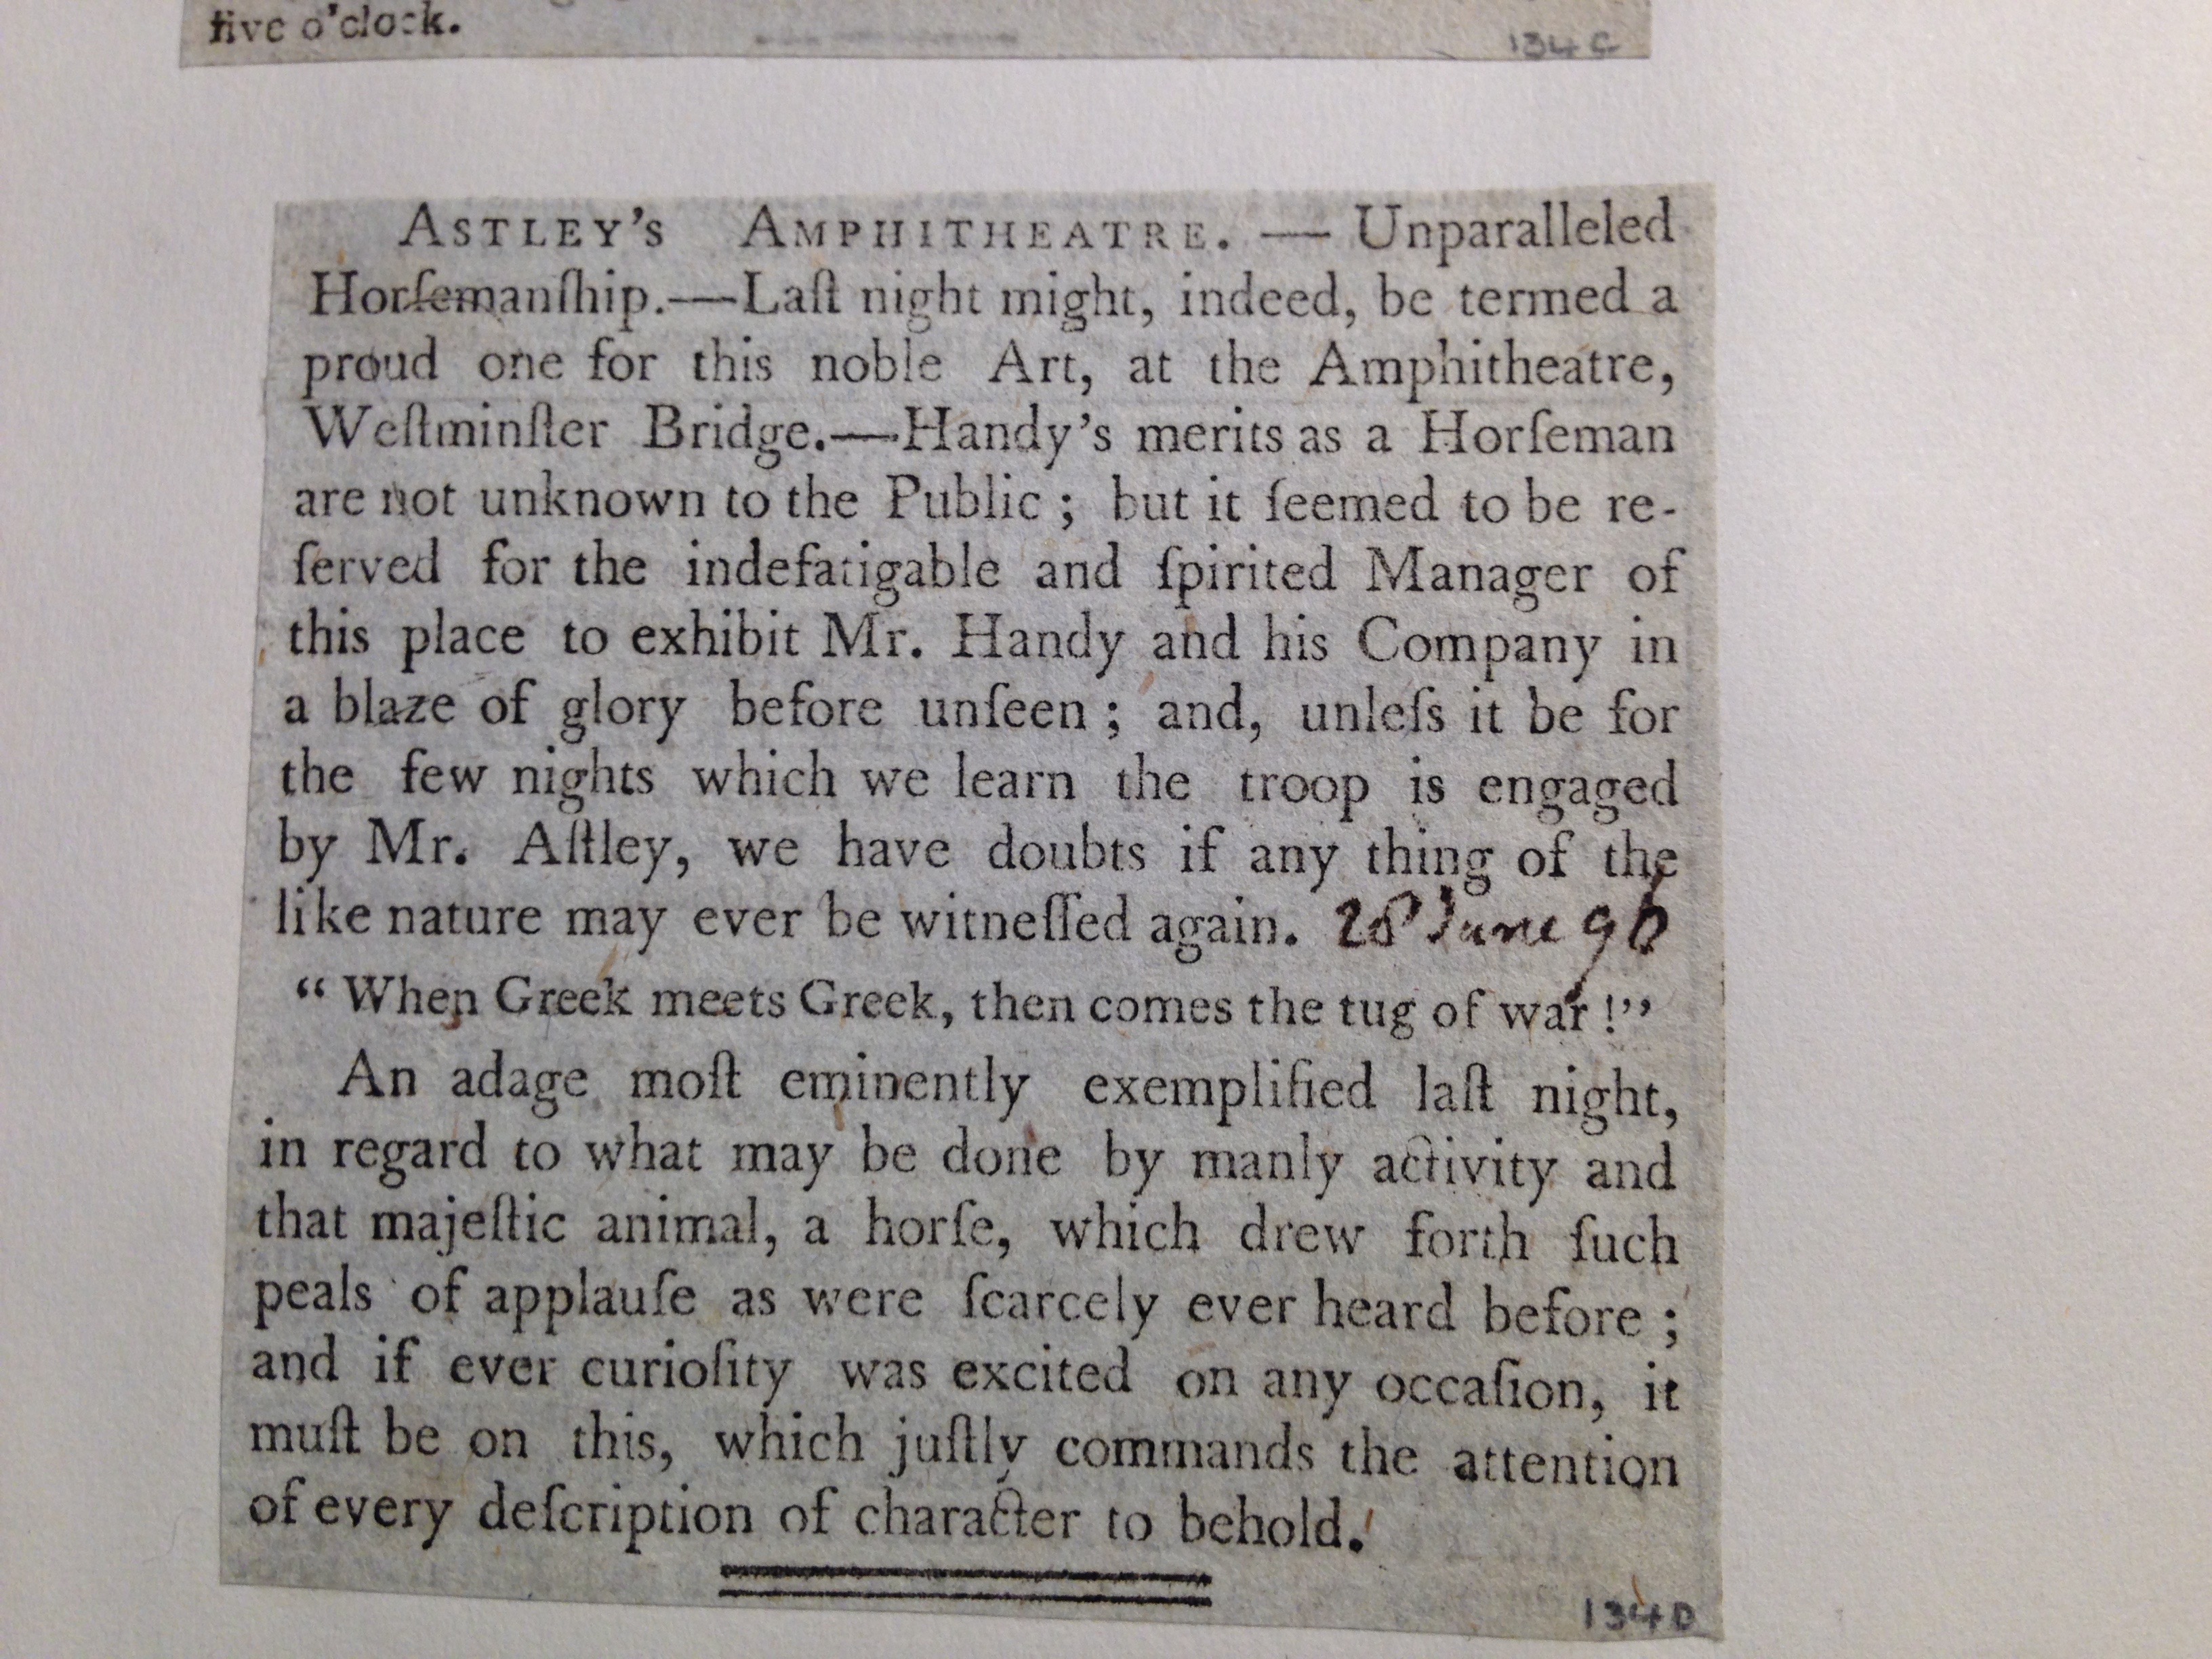 five o'clock.
134 C
ASTLEY's AMPHITHEATRE. — Unparalleled
Horſemanſhip.—Laſt night might, indeed, be termed a
proud one for this noble Art, at the Amphitheatre,
Weſtminſter Bridge.—Handy's merits as a Horſeman
are not unknown to the Public ; but it ſeemed to be re-
ſerved for the indefatigable and ſpirited Manager of
this place to exhibit Mr. Handy and his Company in
a blaze of glory before unſeen ; and, unleſs it be for
the few nights which we learn the troop is engaged
by Mr. Aſtley, we have doubts if any thing of the
like nature may ever be witneſſed again. 28 June 96
“ When Greek meets Greek, then comes the tug of war !”
An adage moſt eminently exemplified laſt night,
in regard to what may be done by manly activity and
that majeſtic animal, a horſe, which drew forth ſuch
peals of applauſe as were ſcarcely ever heard before ;
and if ever curioſity was excited on any occaſion, it
muſt be on this, which juſtly commands the attention
of every deſcription of character to behold.
134 D